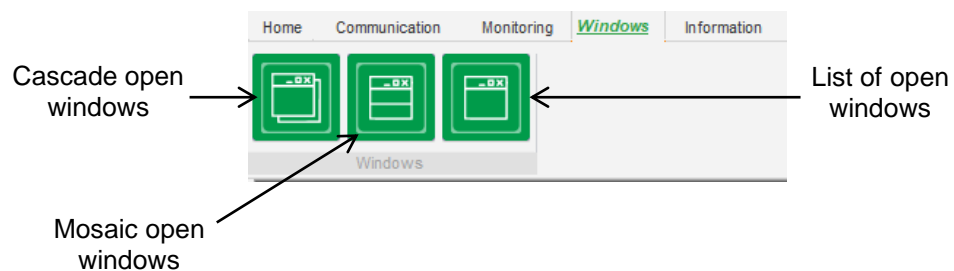 Home Communication Monitoring Windows Information
Cascade open
windows
List of open
windows
Windows
Mosaic open
windows